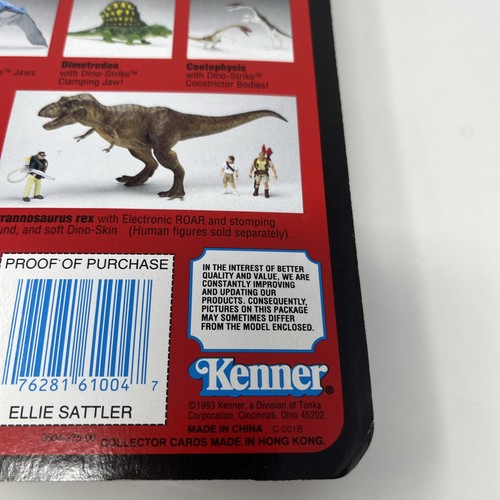 Dimetredon
with Dino-Strike™
Clamping Jaw!
Coelophysis
with Dino-Strike™
Constrictor Bodies!
™ Jaws
rannosaurus rex with Electronic ROAR and stomping
und, and soft Dino-Skin (Human figures sold separately).
PROOF OF PURCHASE
76281 61004 7
ELLIE SATTLER
IN THE INTEREST OF BETTER
QUALITY AND VALUE, WE ARE
CONSTANTLY IMPROVING
AND UPDATING OUR
PRODUCTS. CONSEQUENTLY,
PICTURES ON THIS PACKAGE
MAY SOMETIMES DIFFER
FROM THE MODEL ENCLOSED.
Kenner®
©1993 Kenner, a Division of Tonka
Corporation, Cincinnati, Ohio 45202
MADE IN CHINA C-001B
COLLECTOR CARDS MADE IN HONG KONG.